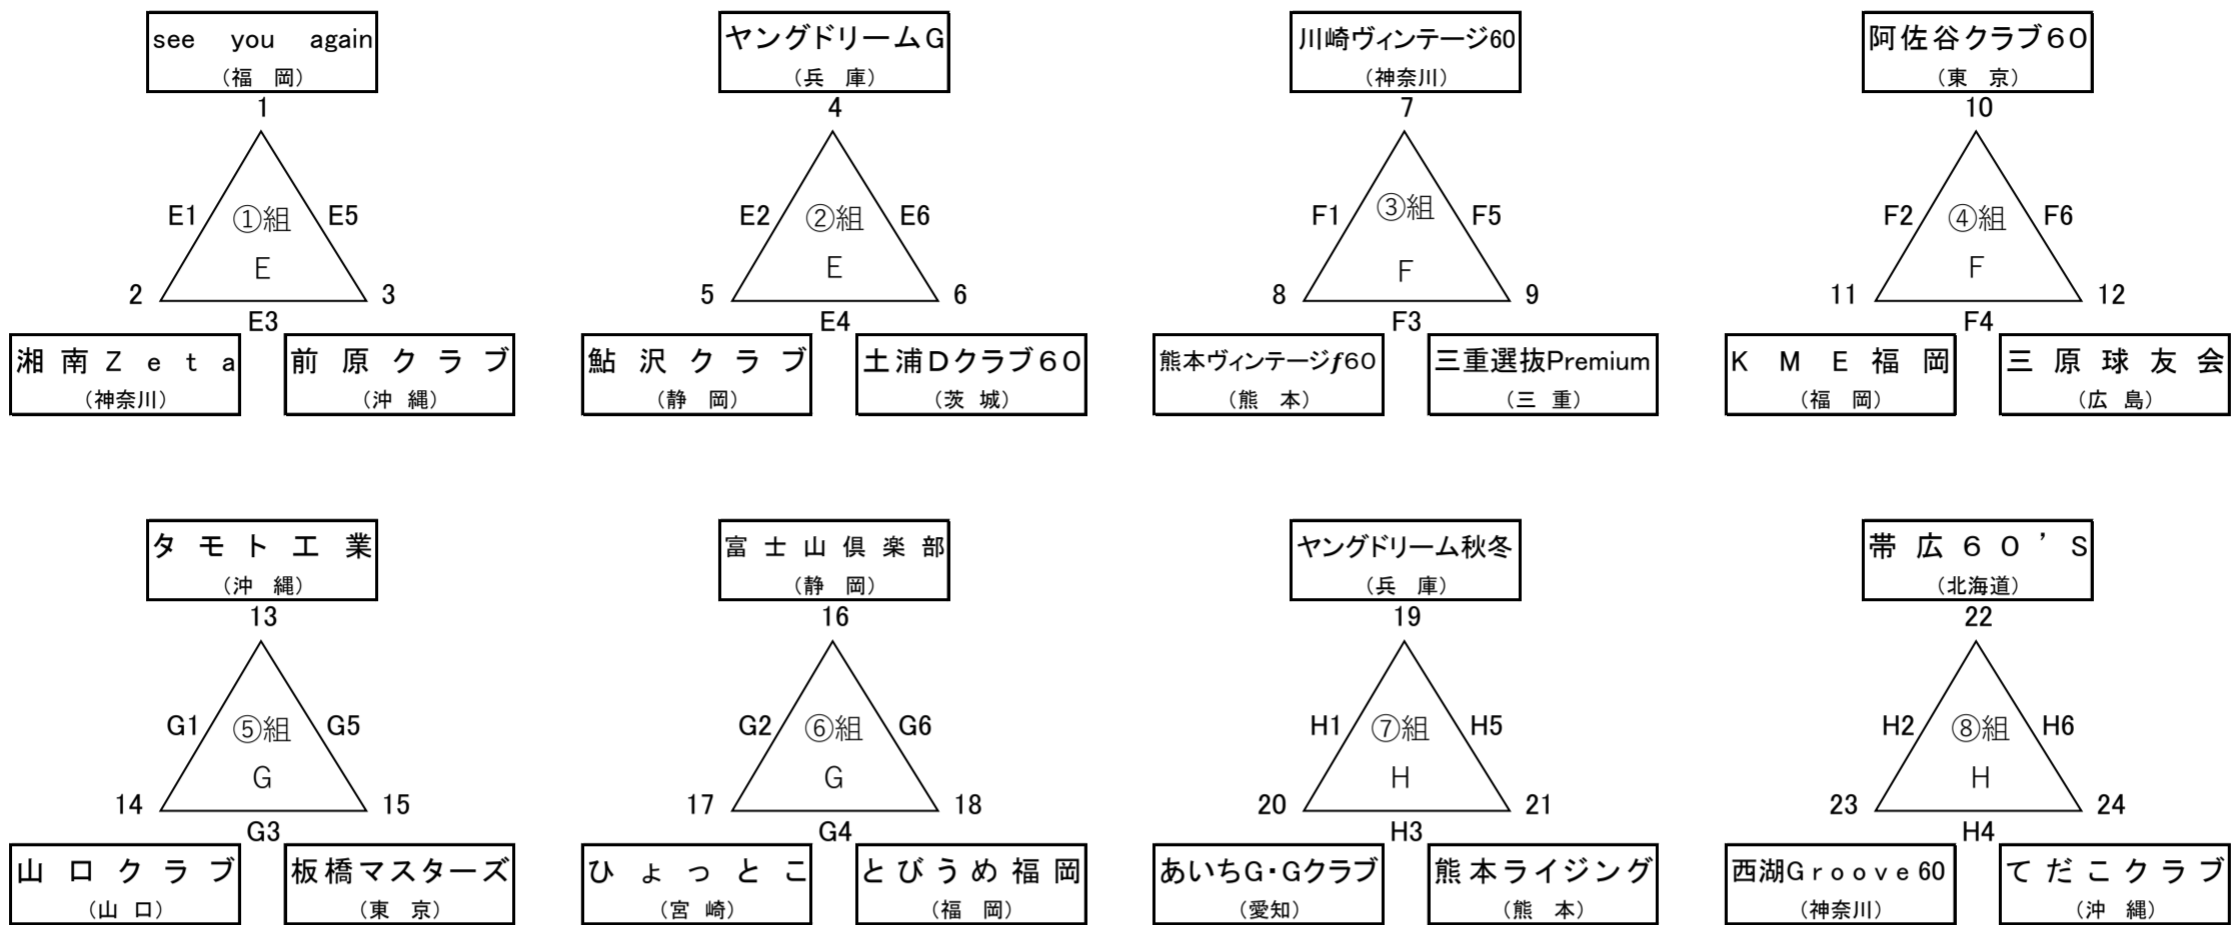 see you again
（福 岡）
1
E1
①組
E5
E
2
3
E3
湘南Zeta
（神奈川）
前原クラブ
（沖 縄）
ヤングドリームG
（兵 庫）
4
E2
②組
E6
E
5
6
E4
鮎沢クラブ
（静 岡）
土浦Dクラブ60
（茨 城）
川崎ヴィンテージ60
（神奈川）
7
F1
③組
F5
F
8
9
F3
熊本ヴィンテージf60
（熊 本）
三重選抜Premium
（三 重）
阿佐谷クラブ60
（東 京）
10
F2
④組
F6
F
11
12
F4
KME福岡
（福 岡）
三原球友会
（広 島）
タモト工業
（沖 縄）
13
G1
⑤組
G5
G
14
15
G3
山口クラブ
（山 口）
板橋マスターズ
（東 京）
富士山倶楽部
（静 岡）
16
G2
⑥組
G6
G
17
18
G4
ひょっとこ
（宮 崎）
とびうめ福岡
（福 岡）
ヤングドリーム秋冬
（兵 庫）
19
H1
⑦組
H5
H
20
21
H3
あいちG・Gクラブ
（愛知）
熊本ライジング
（熊 本）
帯広60’S
（北海道）
22
H2
⑧組
H6
H
23
24
H4
西湖Groove60
（神奈川）
てだこクラブ
（沖 縄）